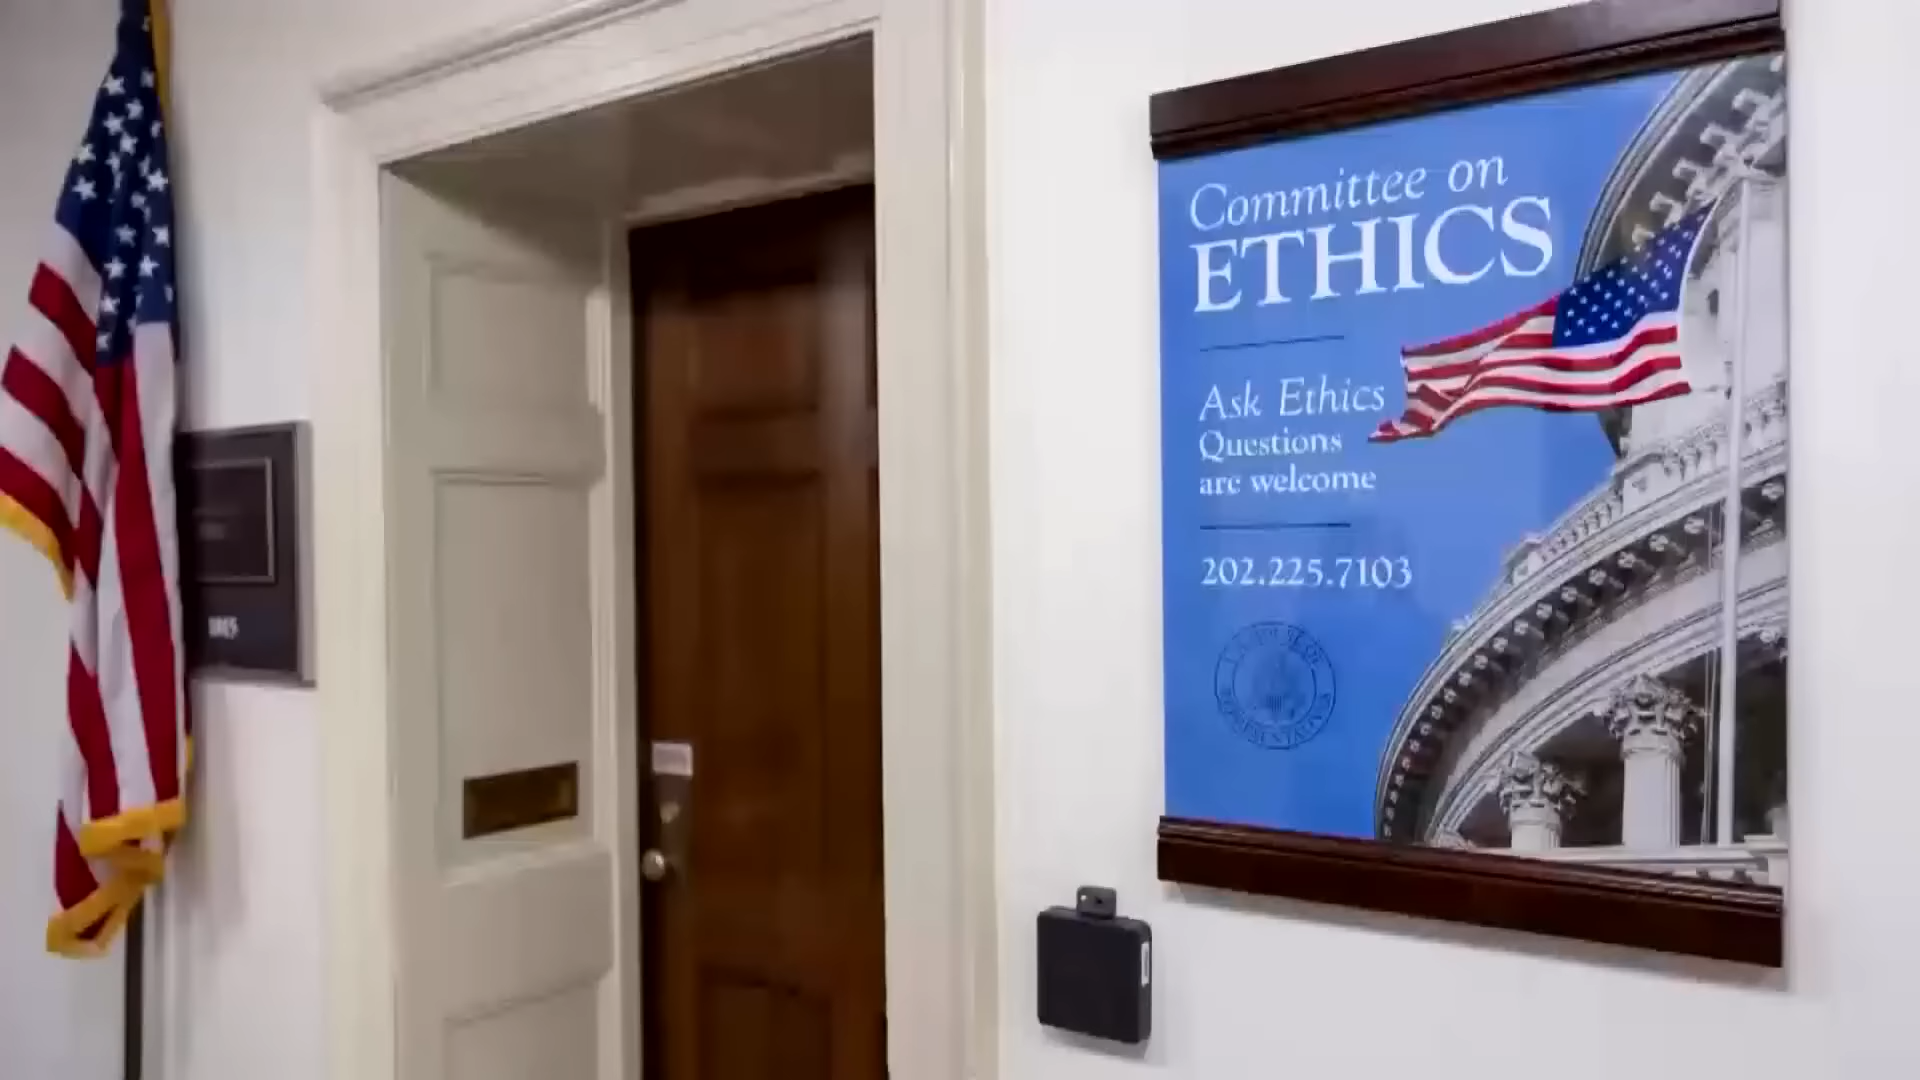 Committee on
ETHICS
Ask Ethics
Questions
are welcome
202.225.7103